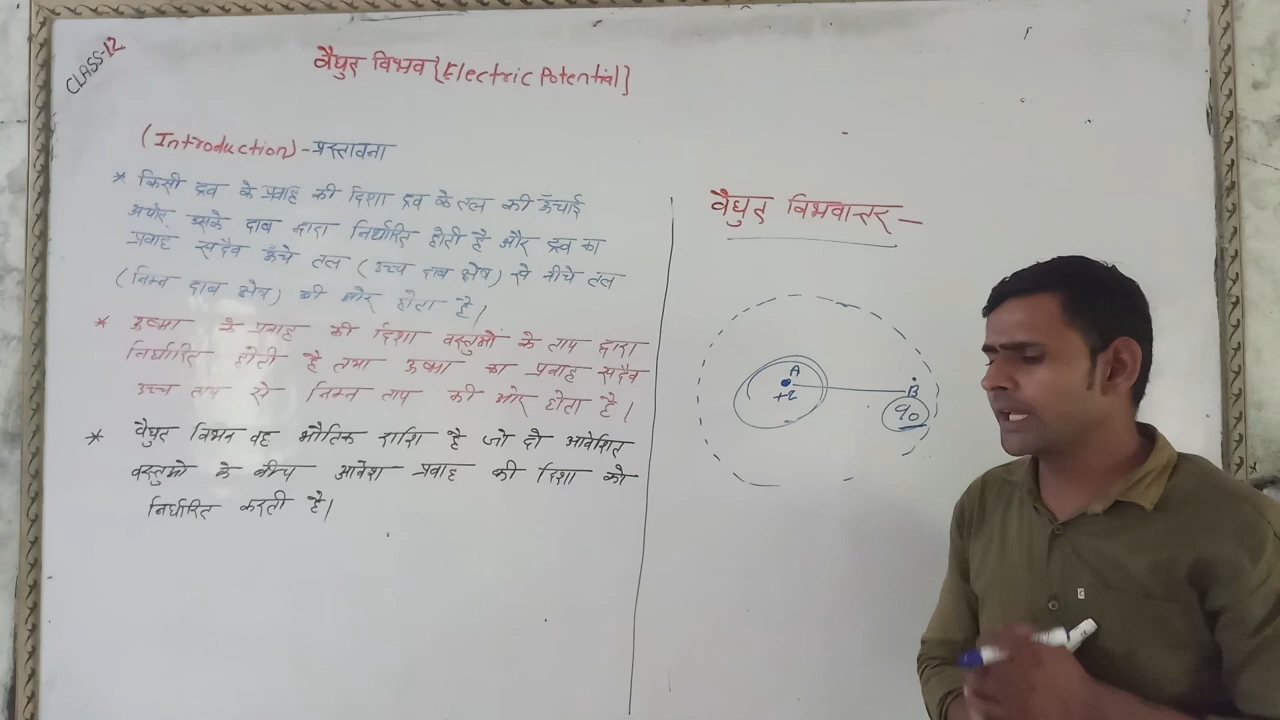 CLASS-12
वैधुत विभव {Electric Potential}
(Introduction) - प्रस्तावना
* किसी द्रव के प्रवाह की दिशा द्रव के तल की ऊँचाई
अर्थात उसके दाब द्वारा निर्धारित होती है और द्रव का
प्रवाह सदैव ऊँचे तल (उच्च दाब क्षेत्र) से नीचे तल
(निम्न दाब क्षेत्र) की ओर होता है।
* ऊष्मा के प्रवाह की दिशा वस्तुओं के ताप द्वारा
निर्धारित होती है तथा ऊष्मा का प्रवाह सदैव
उच्च ताप से निम्न ताप की ओर होता है।
* वैधुत विभव वह भौतिक राशि है जो दो आवेशित
वस्तुओ के बीच आवेश प्रवाह की दिशा को
निर्धारित करती है।
वैधुत विभवान्तर -
A
B
q₀